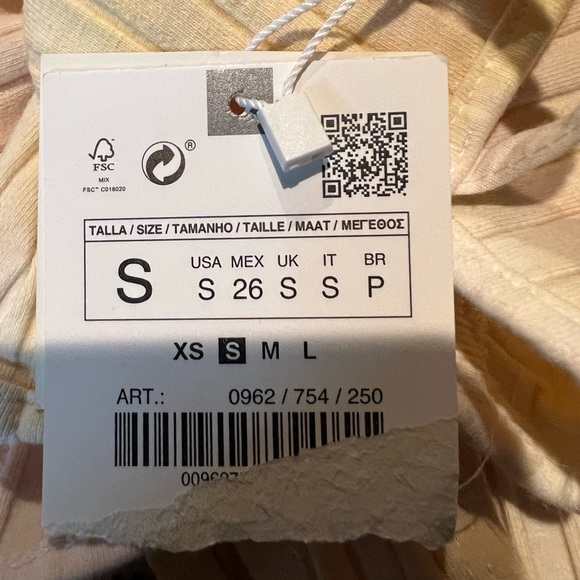 ®
FSC
MIX
FSC™ C018020
TALLA / SIZE / TAMANHO / TAILLE / MAAT / ΜΕΓΕΘΟΣ
S
USA MEX UK IT BR
S 26 S S P
XS S M L
ART.: 0962 / 754 / 250